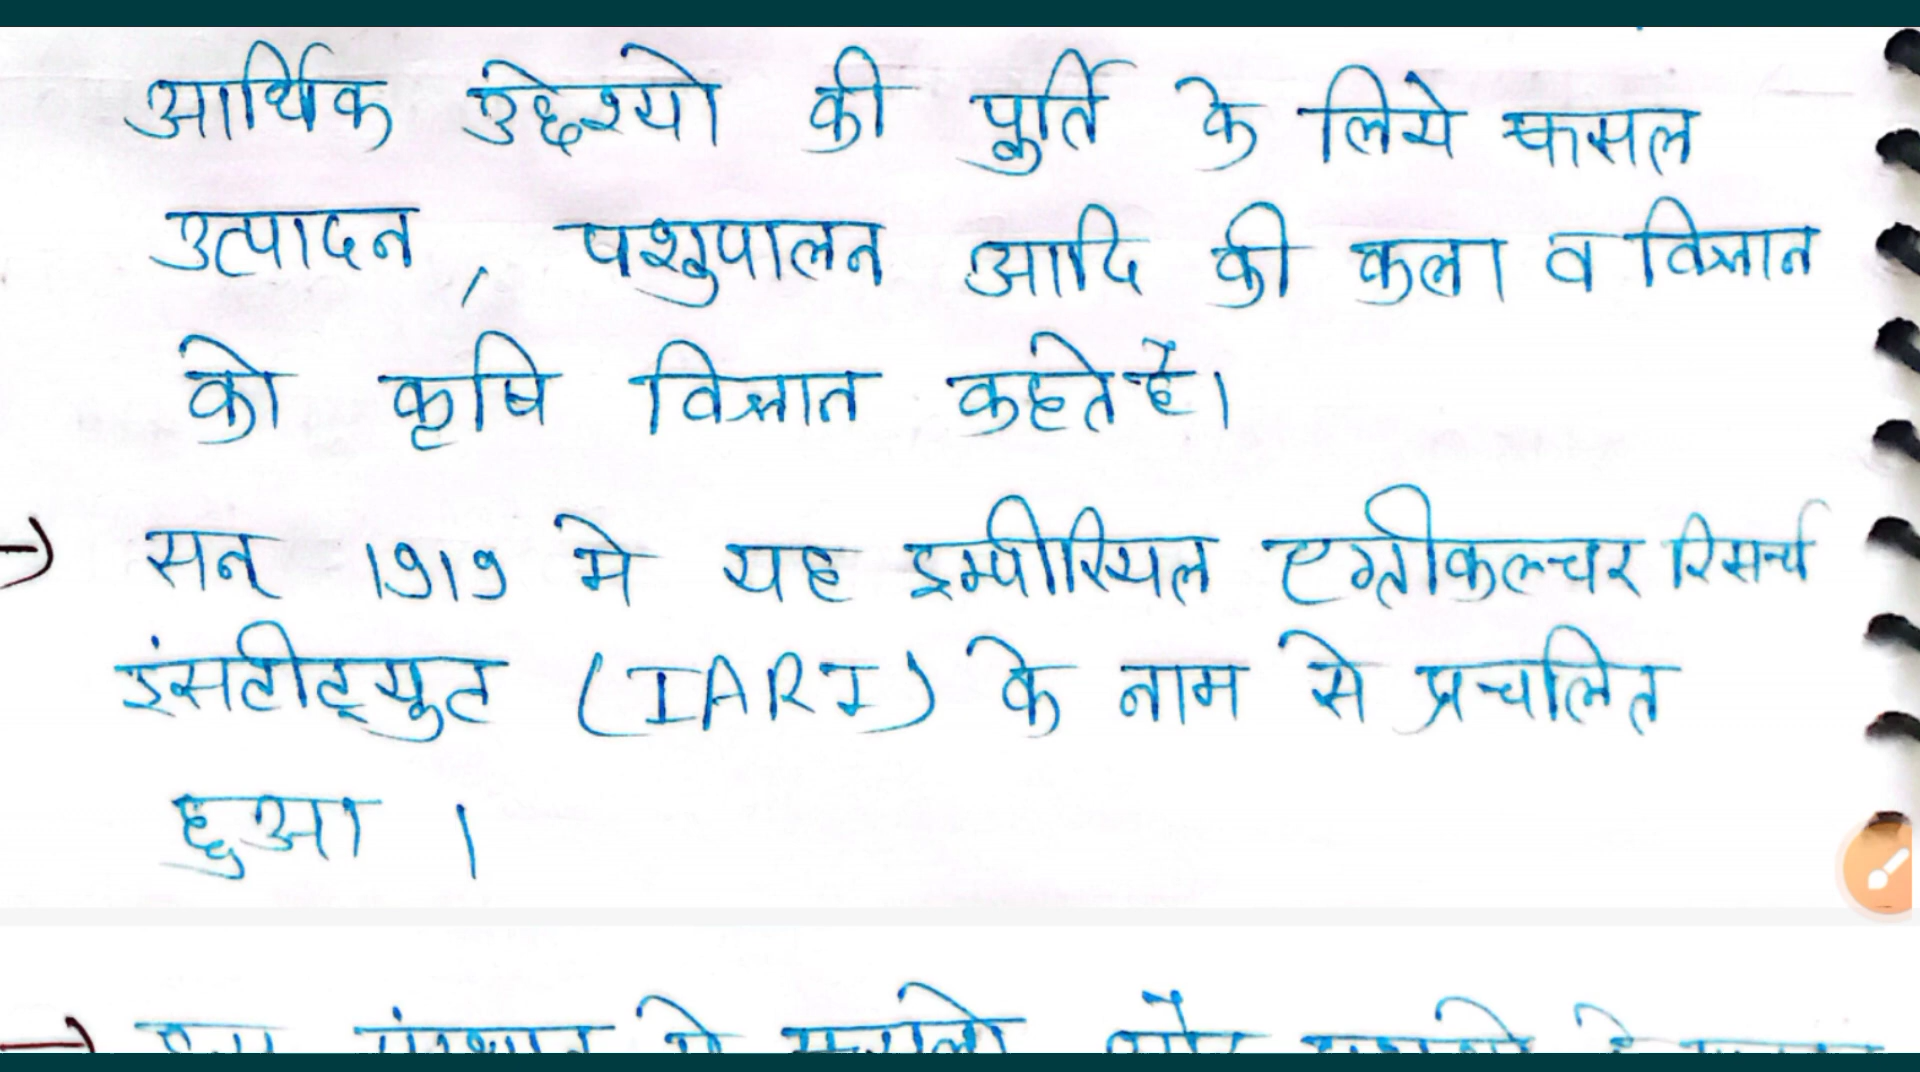 आर्थिक उद्देश्यो की पुर्ति के लिये फसल
उत्पादन, पशुपालन आदि की कला व विज्ञान
को कृषि विज्ञान कहते है।
→ सन् 1919 मे यह इम्पीरियल एग्रीकल्चर रिसर्च
इंसटीट्युट (IARI) के नाम से प्रचलित
हुआ ।